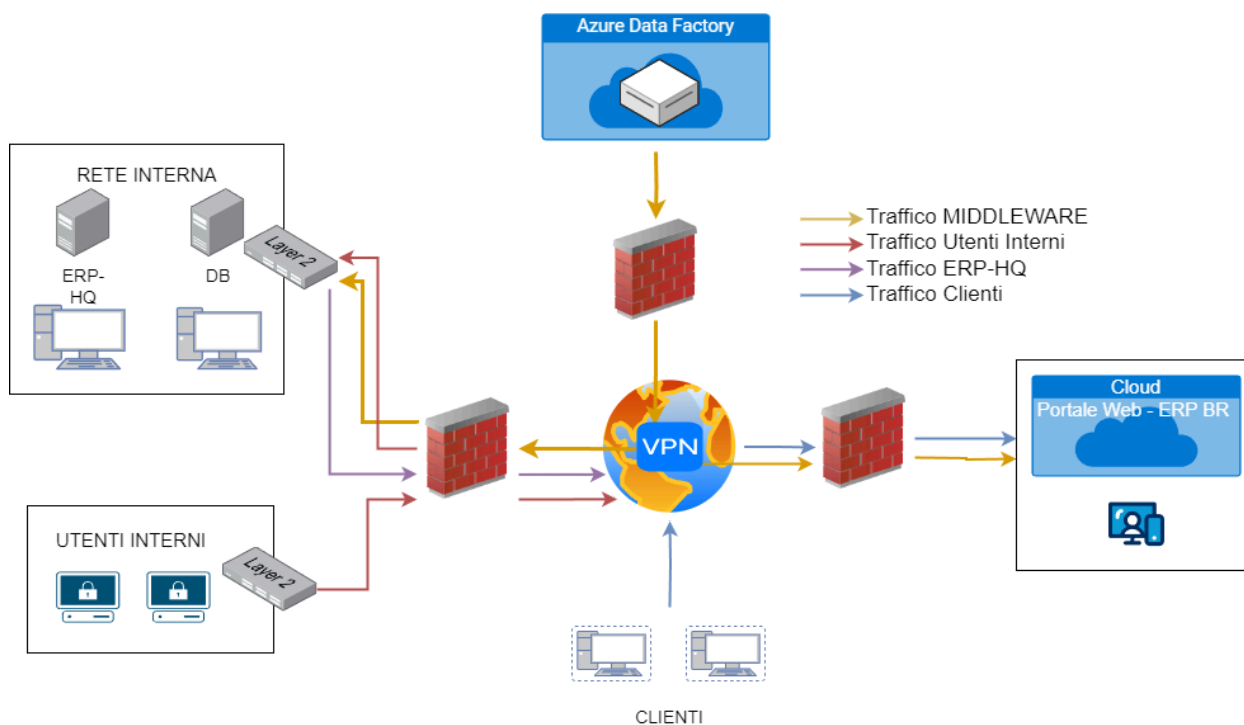 Azure Data Factory
RETE INTERNA
ERP-
HQ
DB
Layer 2
Traffico MIDDLEWARE
Traffico Utenti Interni
Traffico ERP-HQ
Traffico Clienti
VPN
Cloud
Portale Web - ERP BR
UTENTI INTERNI
Layer 2
CLIENTI